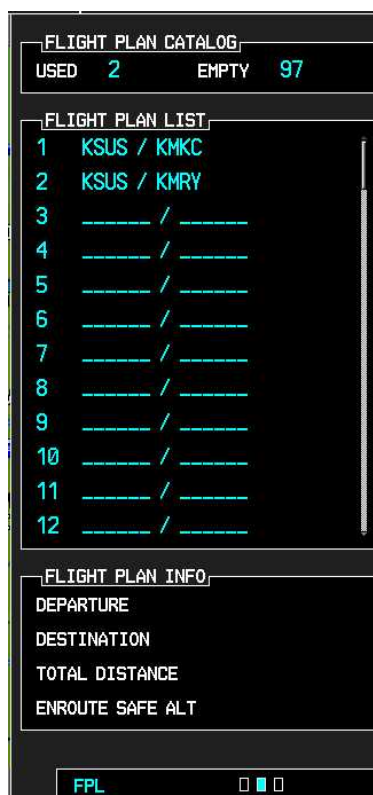 FLIGHT PLAN CATALOG
USED 2 EMPTY 97
FLIGHT PLAN LIST
1 KSUS / KMKC
2 KSUS / KMRY
3 ______ / ______
4 ______ / ______
5 ______ / ______
6 ______ / ______
7 ______ / ______
8 ______ / ______
9 ______ / ______
10 ______ / ______
11 ______ / ______
12 ______ / ______
FLIGHT PLAN INFO
DEPARTURE
DESTINATION
TOTAL DISTANCE
ENROUTE SAFE ALT
FPL